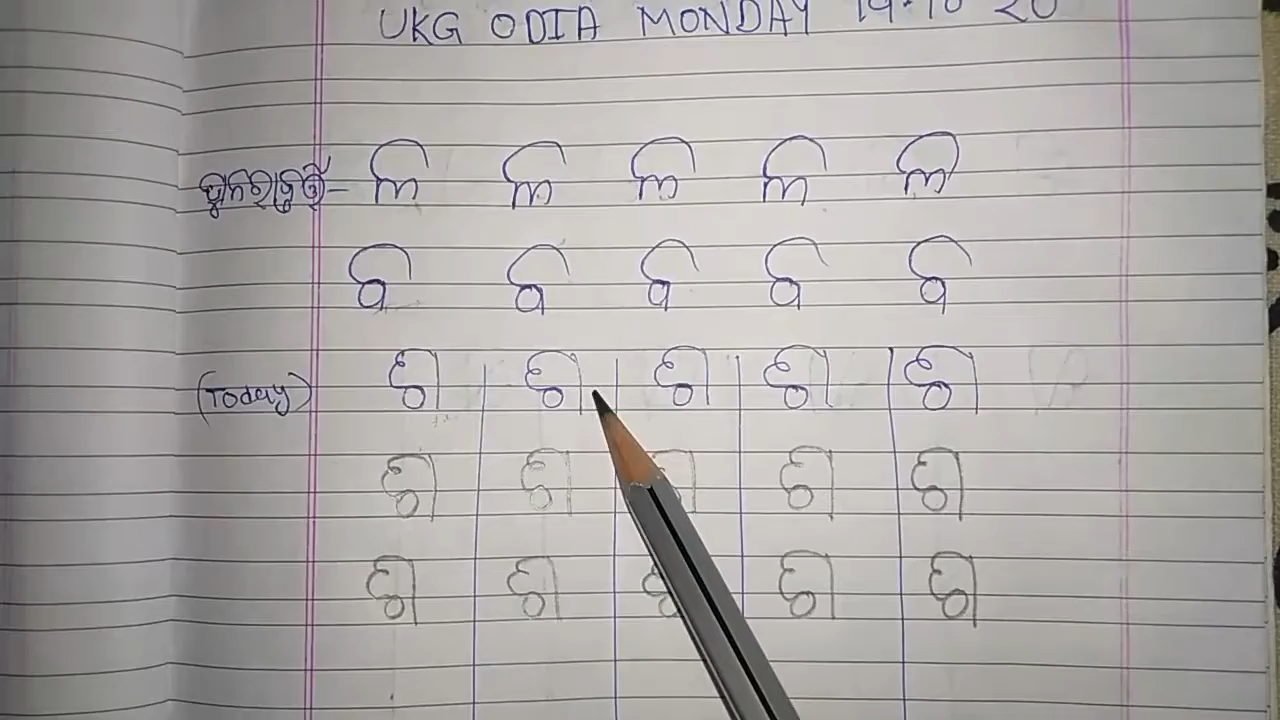 UKG ODIA MONDAY 19·10 20
ପୁନରାବୃତ୍ତି – ଡ ଡ ଡ ଡ ଡ
ଢ ଢ ଢ ଢ ଢ
(Today) ଣ ଣ ଣ ଣ ଣ
ଣ ଣ ଣ ଣ ଣ
ଣ ଣ ଣ ଣ ଣ